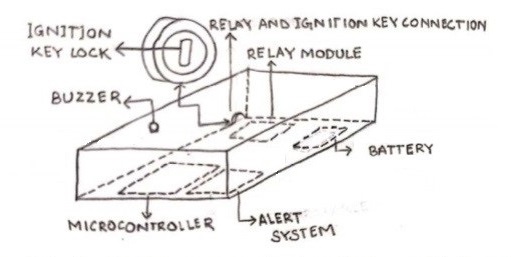 IGNITION
KEY LOCK
RELAY AND IGNITION KEY CONNECTION
RELAY MODULE
BUZZER
BATTERY
MICROCONTROLLER
ALERT
SYSTEM